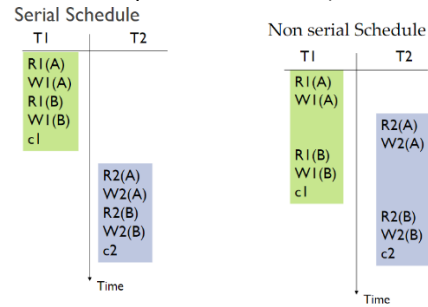 Serial Schedule
T1 T2
R1(A)
W1(A)
R1(B)
W1(B)
c1
R2(A)
W2(A)
R2(B)
W2(B)
c2
Time
Non serial Schedule
T1 T2
R1(A)
W1(A)
R2(A)
W2(A)
R1(B)
W1(B)
c1
R2(B)
W2(B)
c2
Time